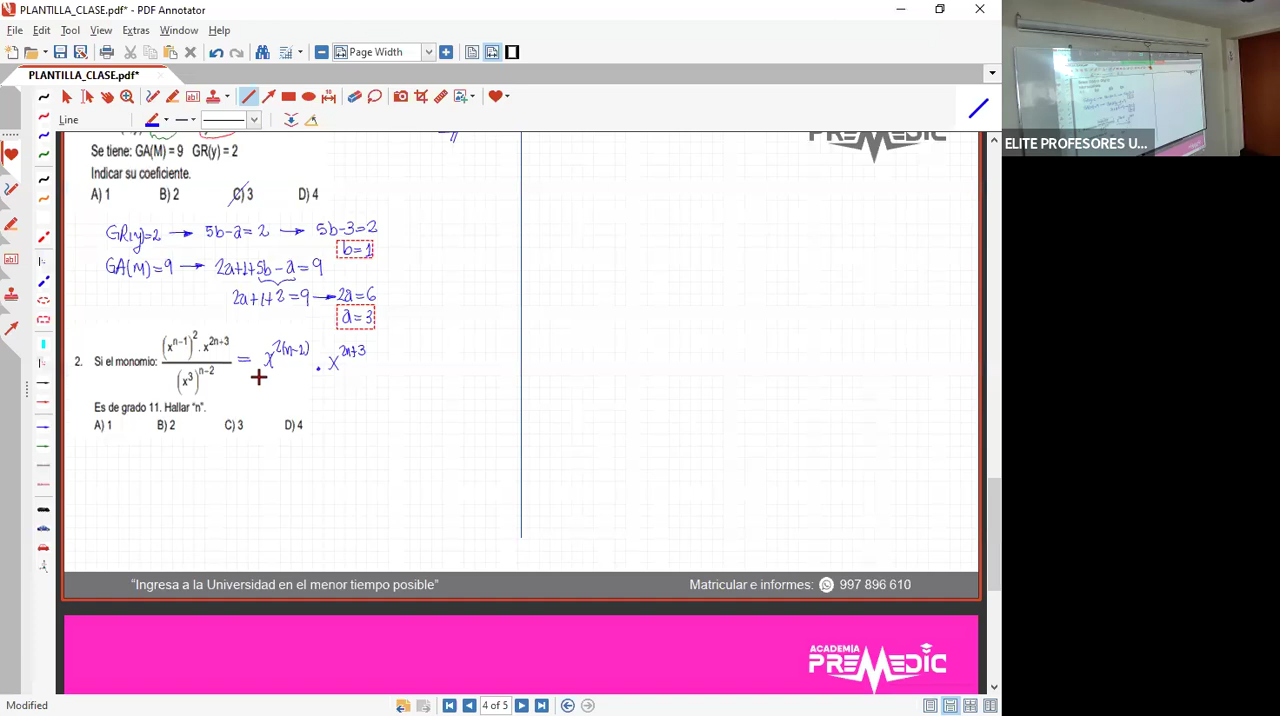 PLANTILLA_CLASE.pdf* - PDF Annotator
File Edit Tool View Extras Window Help
Page Width
PLANTILLA_CLASE.pdf*
Line
PREMEDIC
Se tiene: GA(M) = 9 GR(y) = 2
Indicar su coeficiente.
A) 1 B) 2 C) 3 D) 4
GR(y)=2 → 5b-a=2 → 5b-3=2
b=1
GA(M)=9 → 2a+1+5b-a=9
2a+1+2=9 → 2a=6
a=3
2. Si el monomio: (x^{n-1})^2 . x^{2n+3} / (x^3)^{n-2} = x^{2(n-1)} . x^{2n+3}
Es de grado 11. Hallar "n".
A) 1 B) 2 C) 3 D) 4
"Ingresa a la Universidad en el menor tiempo posible"
Matricular e informes: 997 896 610
ACADEMIA
PREMEDIC
Modified
4 of 5
ELITE PROFESORES U...